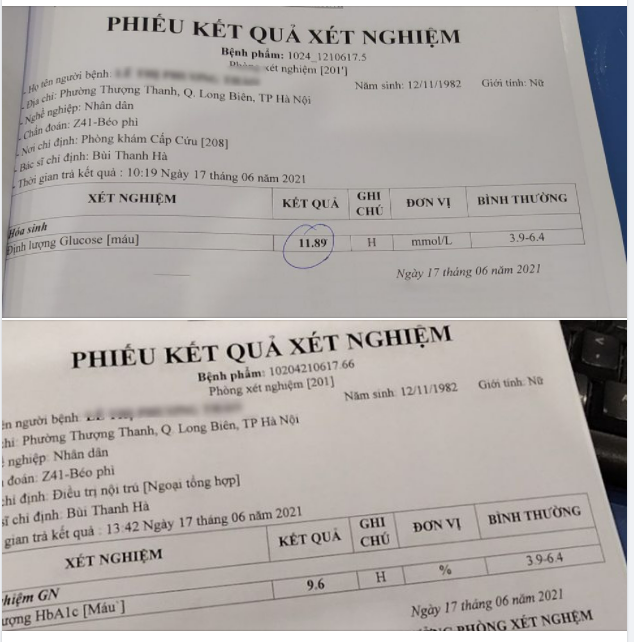 PHIẾU KẾT QUẢ XÉT NGHIỆM
Bệnh phẩm: 1024_1210617.5
Phòng xét nghiệm [201']
- Họ tên người bệnh:
Năm sinh: 12/11/1982 Giới tính: Nữ
- Địa chỉ: Phường Thượng Thanh, Q. Long Biên, TP Hà Nội
- Nghề nghiệp: Nhân dân
- Chẩn đoán: Z41-Béo phì
- Nơi chỉ định: Phòng khám Cấp Cứu [208]
- Bác sĩ chỉ định: Bùi Thanh Hà
- Thời gian trả kết quả : 10:19 Ngày 17 tháng 06 năm 2021
XÉT NGHIỆM KẾT QUẢ GHI CHÚ ĐƠN VỊ BÌNH THƯỜNG
Hóa sinh
Định lượng Glucose [máu] 11.89 H mmol/L 3.9-6.4
Ngày 17 tháng 06 năm 2021
PHIẾU KẾT QUẢ XÉT NGHIỆM
Bệnh phẩm: 10204210617.66
Phòng xét nghiệm [201]
ên người bệnh:
Năm sinh: 12/11/1982 Giới tính: Nữ
chỉ: Phường Thượng Thanh, Q. Long Biên, TP Hà Nội
nghiệp: Nhân dân
đoán: Z41-Béo phì
chỉ định: Điều trị nội trú [Ngoại tổng hợp]
sĩ chỉ định: Bùi Thanh Hà
gian trả kết quả : 13:42 Ngày 17 tháng 06 năm 2021
XÉT NGHIỆM KẾT QUẢ GHI CHÚ ĐƠN VỊ BÌNH THƯỜNG
hiệm GN
ượng HbA1c [Máu] 9.6 H % 3.9-6.4
Ngày 17 tháng 06 năm 2021
PHÒNG XÉT NGHIỆM